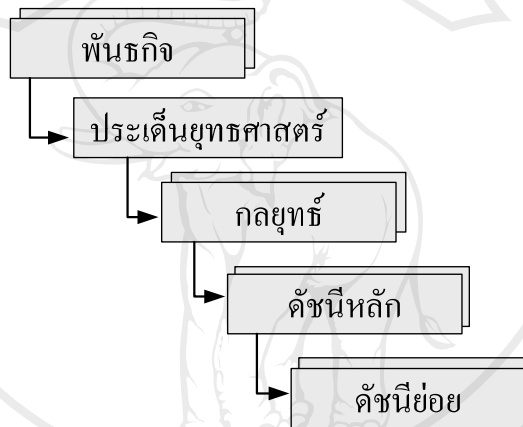 พันธกิจ
ประเด็นยุทธศาสตร์
กลยุทธ์
ดัชนีหลัก
ดัชนีย่อย